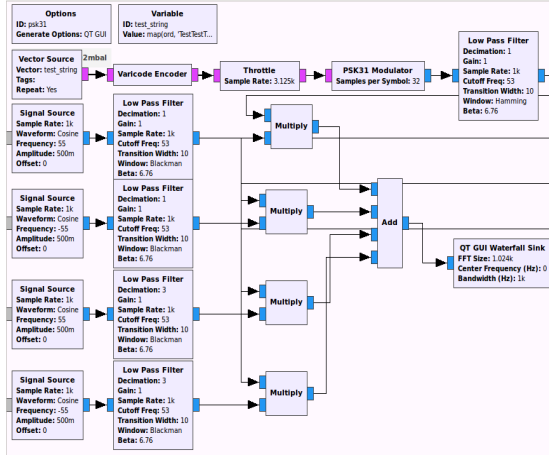 Options
ID: psk31
Generate Options: QT GUI
Variable
ID: test_string
Value: map(ord, 'TestTestT...
Vector Source
Vector: test_string
Tags:
Repeat: Yes
2mbal
Varicode Encoder
Throttle
Sample Rate: 3.125k
PSK31 Modulator
Samples per Symbol: 32
Low Pass Filter
Decimation: 1
Gain: 1
Sample Rate: 1k
Cutoff Freq: 53
Transition Width: 10
Window: Hamming
Beta: 6.76
Signal Source
Sample Rate: 1k
Waveform: Cosine
Frequency: 55
Amplitude: 500m
Offset: 0
Low Pass Filter
Decimation: 1
Gain: 1
Sample Rate: 1k
Cutoff Freq: 53
Transition Width: 10
Window: Blackman
Beta: 6.76
Multiply
Signal Source
Sample Rate: 1k
Waveform: Cosine
Frequency: -55
Amplitude: 500m
Offset: 0
Low Pass Filter
Decimation: 1
Gain: 1
Sample Rate: 1k
Cutoff Freq: 53
Transition Width: 10
Window: Blackman
Beta: 6.76
Multiply
Add
QT GUI Waterfall Sink
FFT Size: 1.024k
Center Frequency (Hz): 0
Bandwidth (Hz): 1k
Signal Source
Sample Rate: 1k
Waveform: Cosine
Frequency: 55
Amplitude: 500m
Offset: 0
Low Pass Filter
Decimation: 3
Gain: 1
Sample Rate: 1k
Cutoff Freq: 53
Transition Width: 10
Window: Blackman
Beta: 6.76
Multiply
Signal Source
Sample Rate: 1k
Waveform: Cosine
Frequency: -55
Amplitude: 500m
Offset: 0
Low Pass Filter
Decimation: 3
Gain: 1
Sample Rate: 1k
Cutoff Freq: 53
Transition Width: 10
Window: Blackman
Beta: 6.76
Multiply